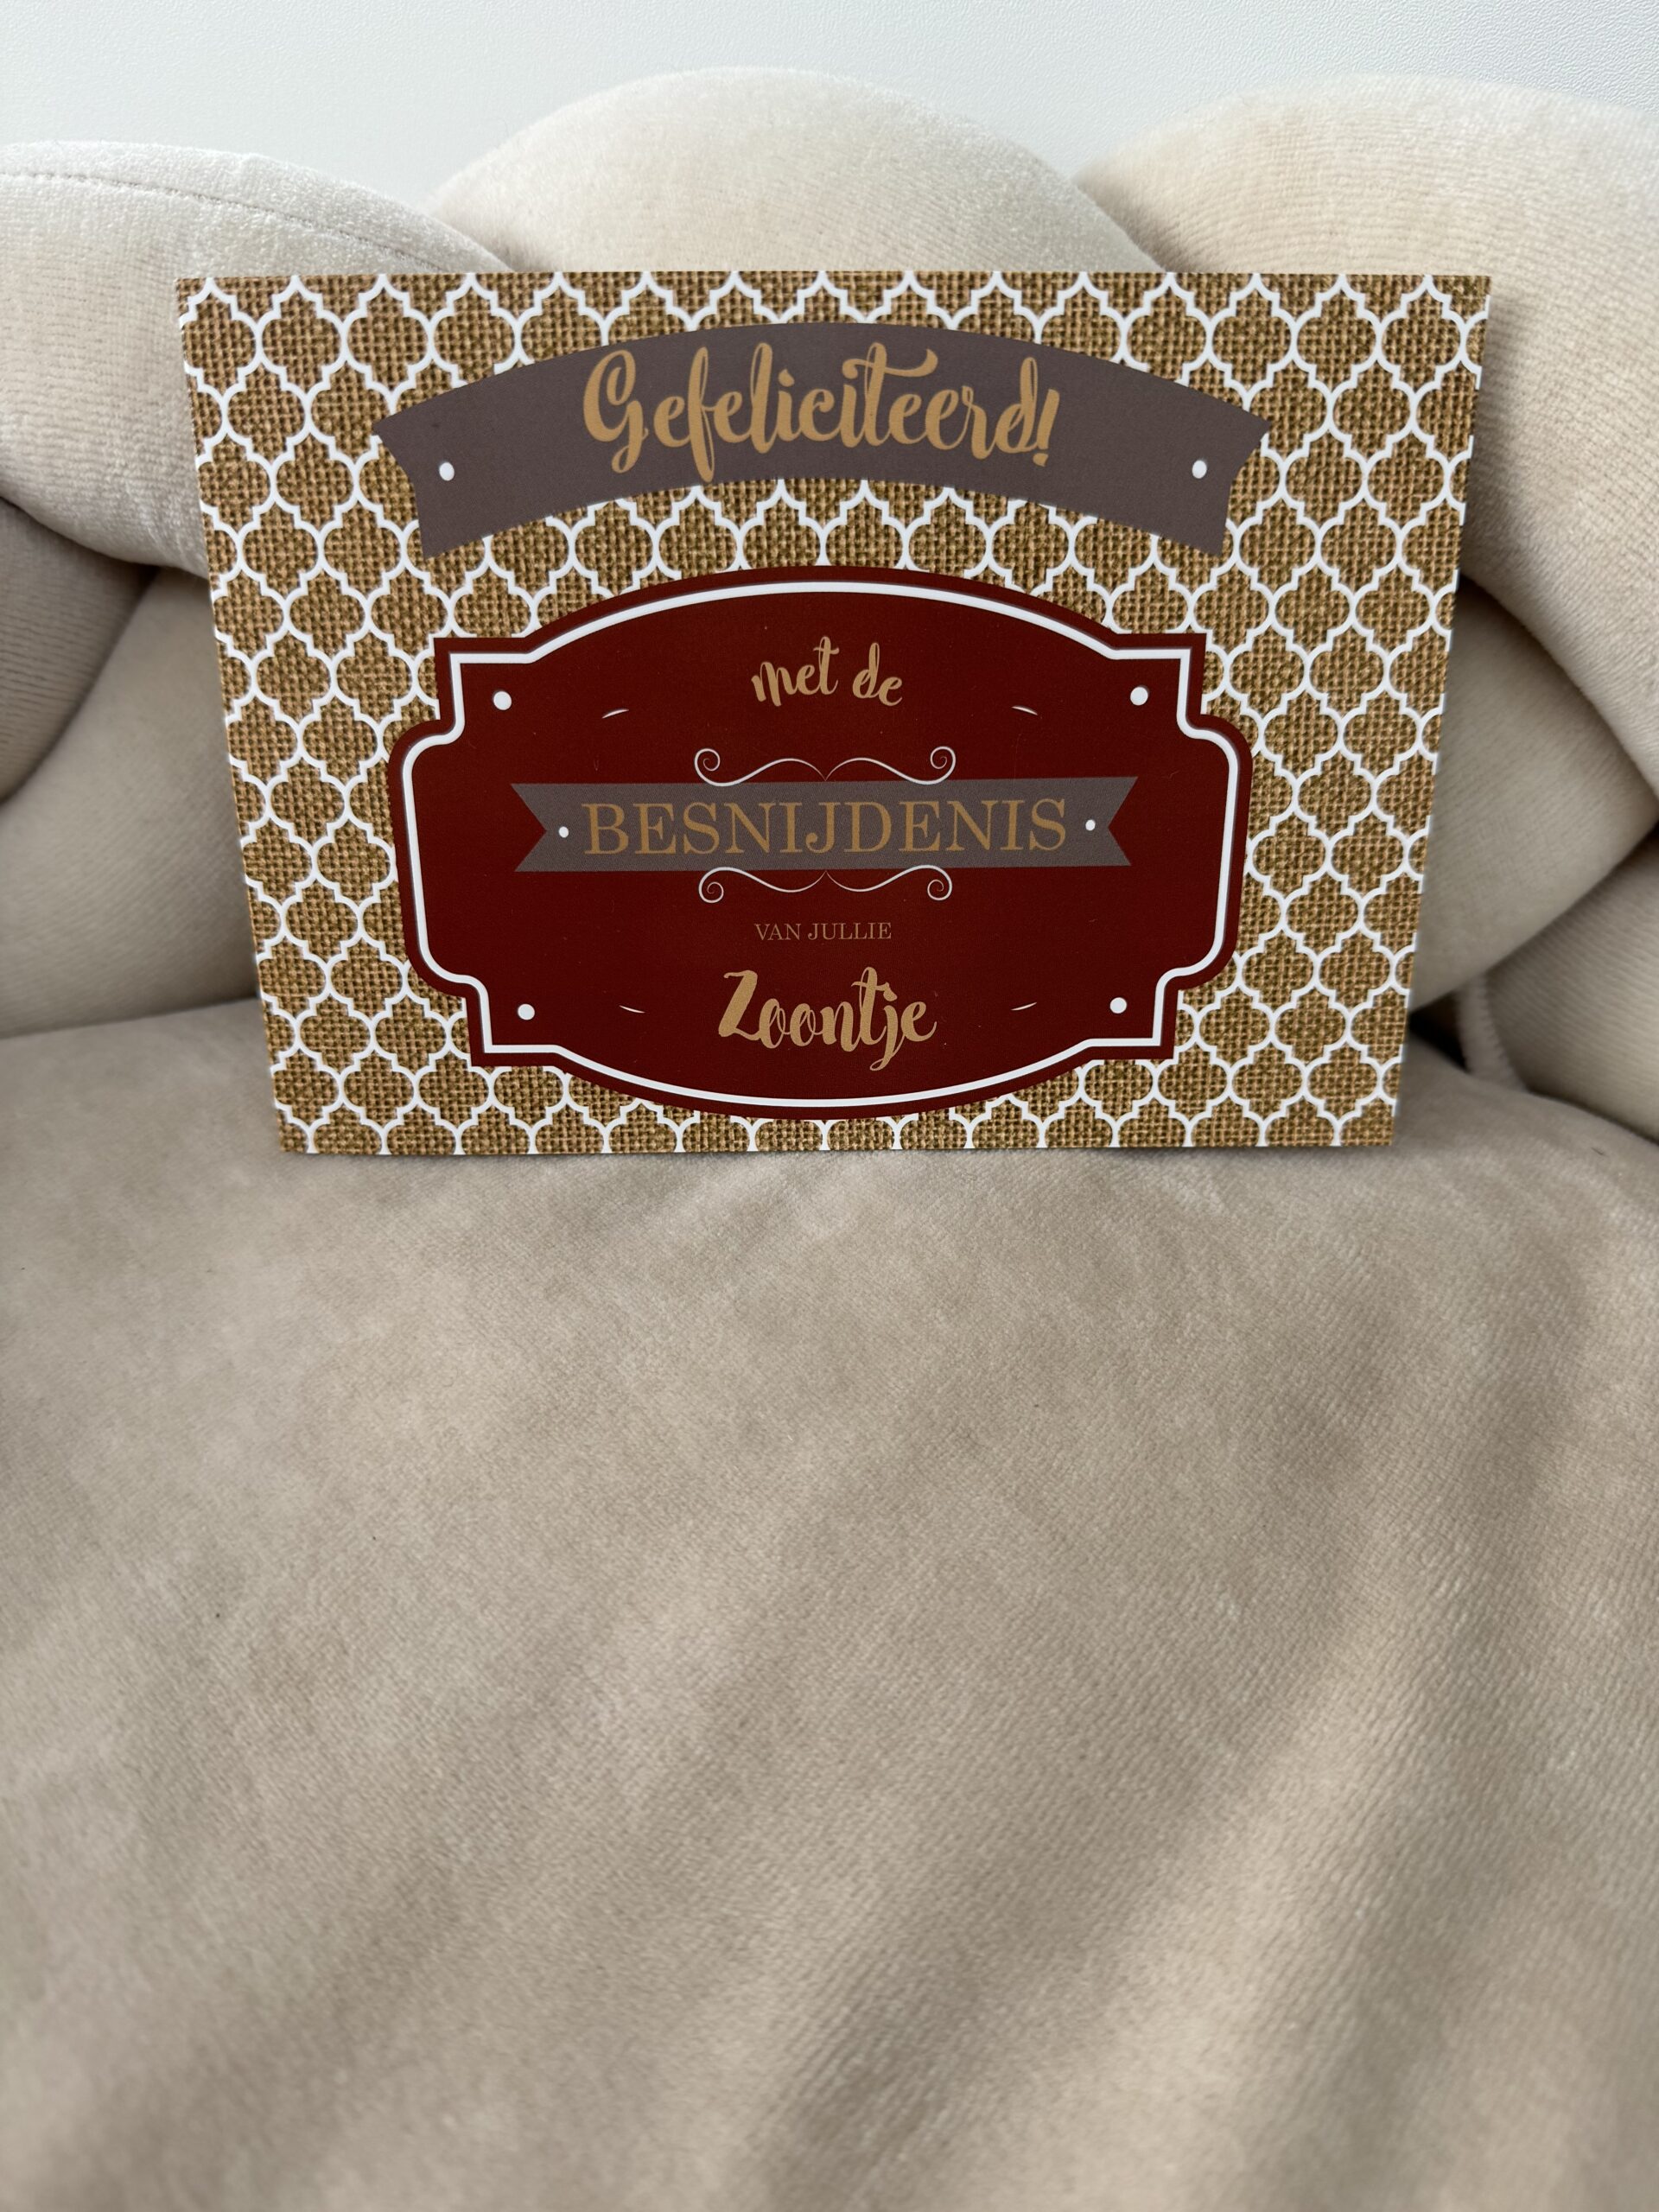 Gefeliciteerd!
met de
BESNIJDENIS
VAN JULLIE
Zoontje